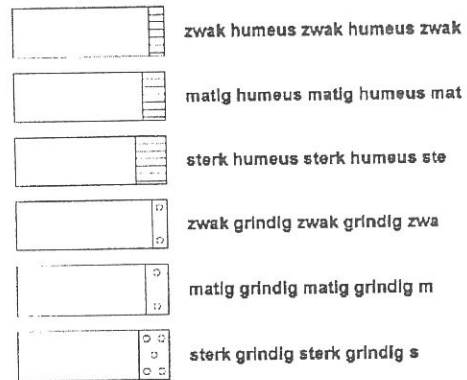 zwak humeus zwak humeus zwak
matig humeus matig humeus mat
sterk humeus sterk humeus ste
zwak grindig zwak grindig zwa
matig grindig matig grindig m
sterk grindig sterk grindig s